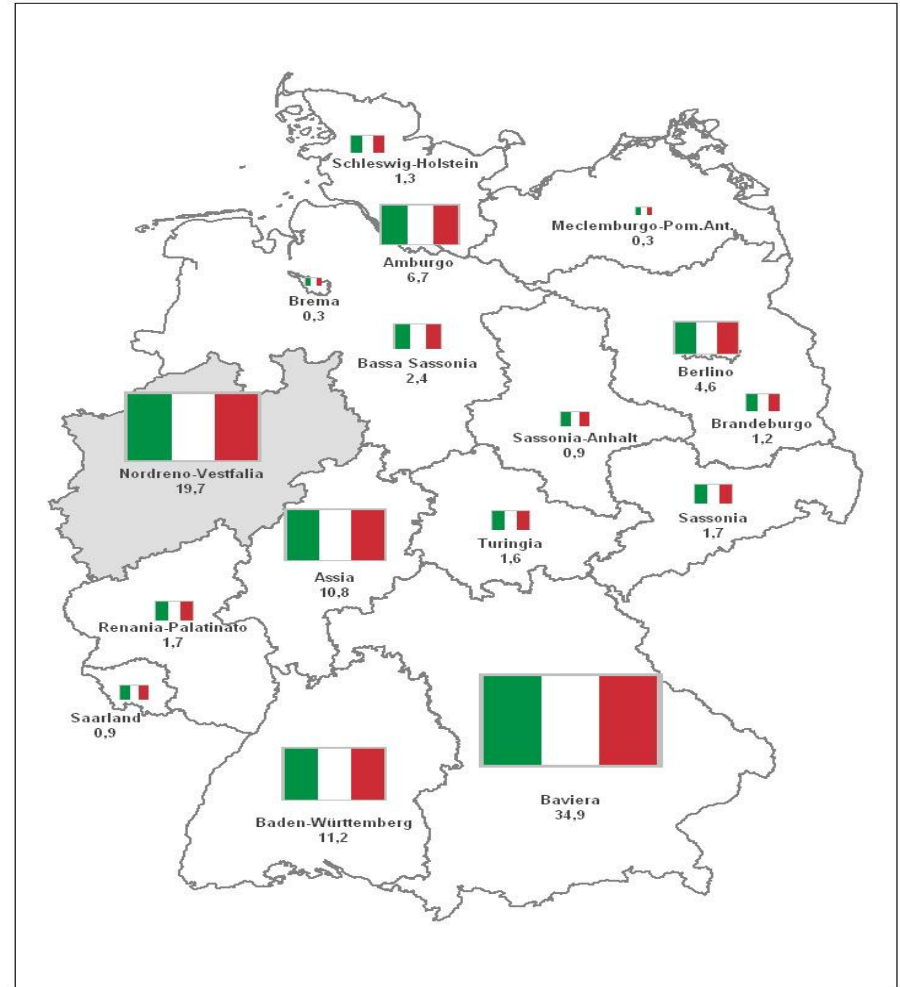 Schleswig-Holstein
1,3
Meclemburgo-Pom.Ant.
0,3
Amburgo
6,7
Brema
0,3
Bassa Sassonia
2,4
Berlino
4,6
Brandeburgo
1,2
Sassonia-Anhalt
0,9
Nordreno-Vestfalia
19,7
Sassonia
1,7
Turingia
1,6
Assia
10,8
Renania-Palatinato
1,7
Saarland
0,9
Baviera
34,9
Baden-Württemberg
11,2